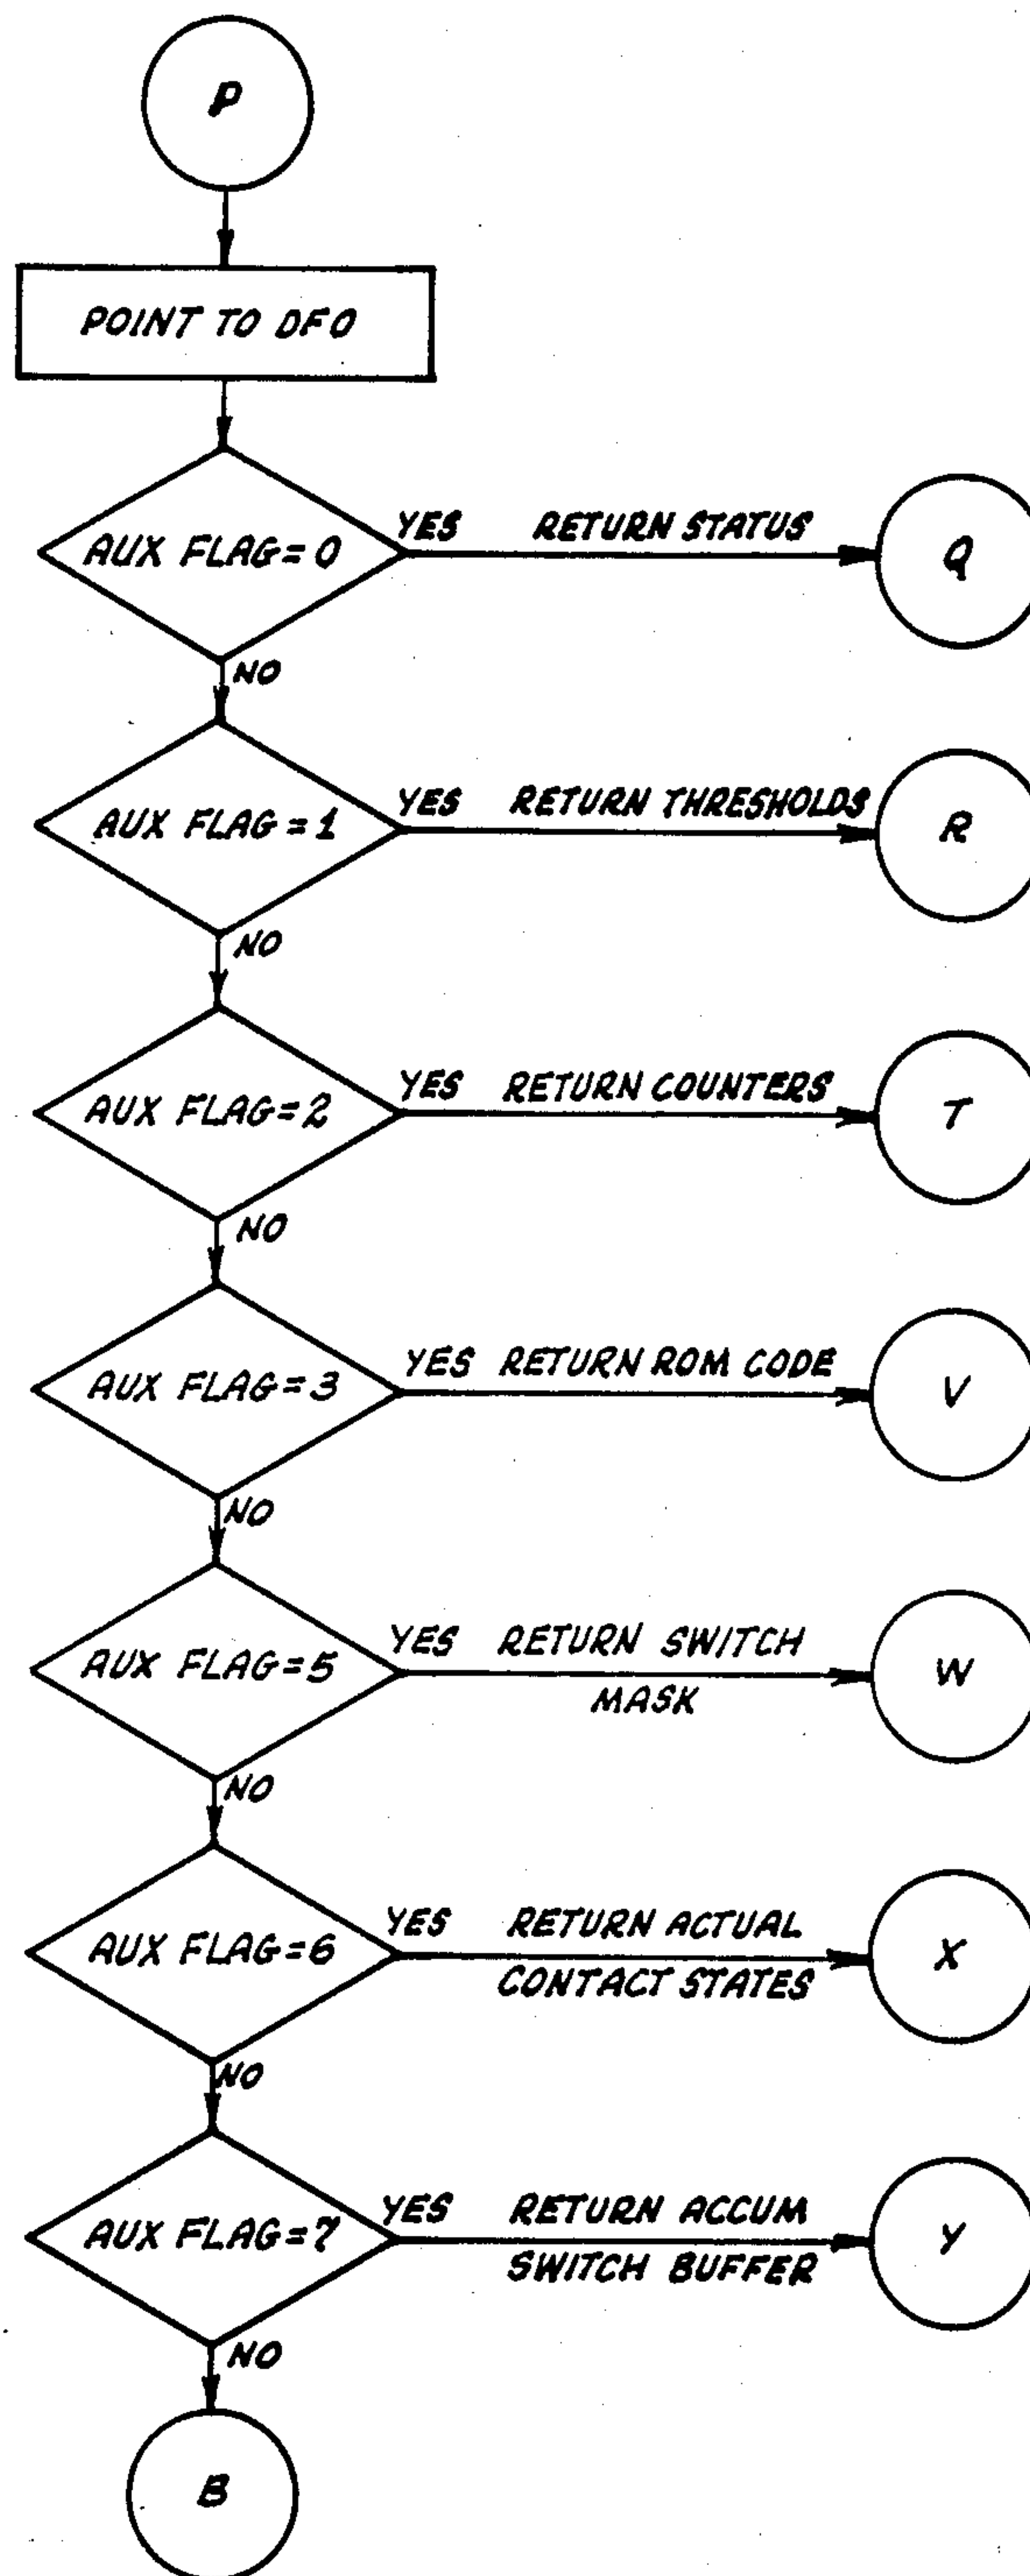 P
POINT TO DFO
AUX FLAG=0
YES RETURN STATUS
Q
NO
AUX FLAG=1
YES RETURN THRESHOLDS
R
NO
AUX FLAG=2
YES RETURN COUNTERS
T
NO
AUX FLAG=3
YES RETURN ROM CODE
V
NO
AUX FLAG=5
YES RETURN SWITCH
MASK
W
NO
AUX FLAG=6
YES RETURN ACTUAL
CONTACT STATES
X
NO
AUX FLAG=7
YES RETURN ACCUM
SWITCH BUFFER
Y
NO
B